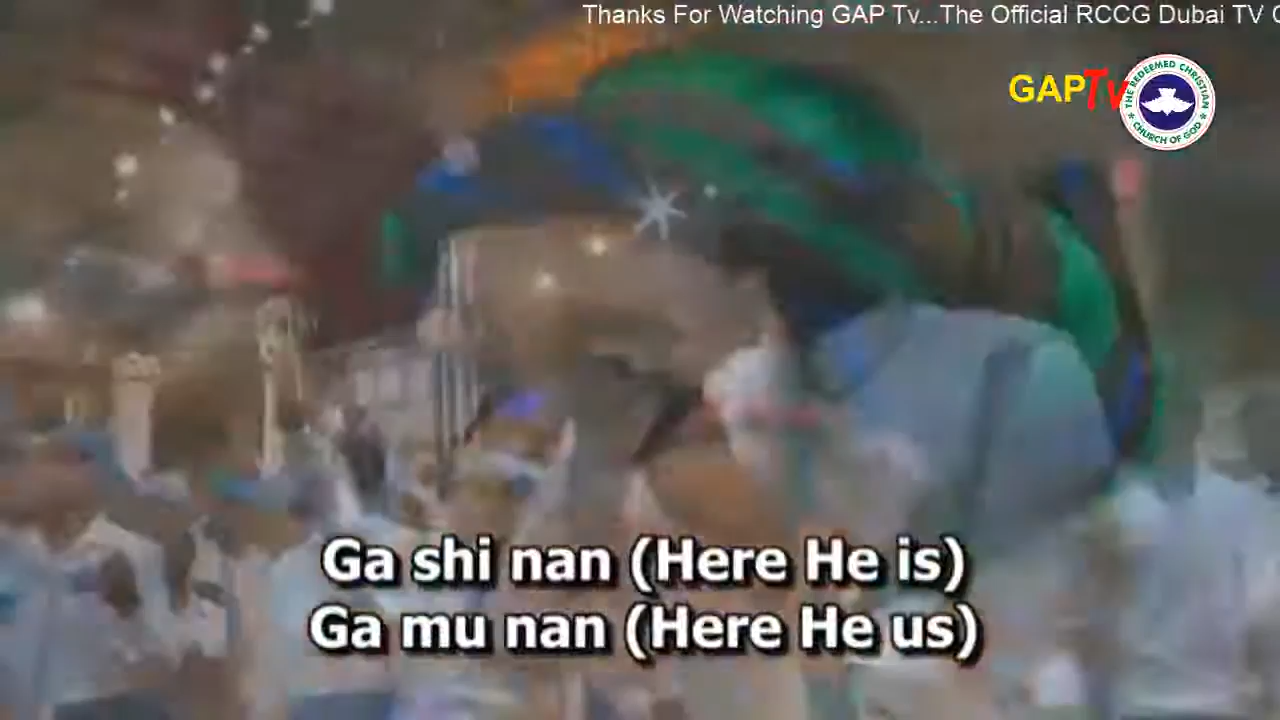 Thanks For Watching GAP Tv...The Official RCCG Dubai TV
GAPTv
THE REDEEMED CHRISTIAN
CHURCH OF GOD
Ga shi nan (Here He is)
Ga mu nan (Here He us)